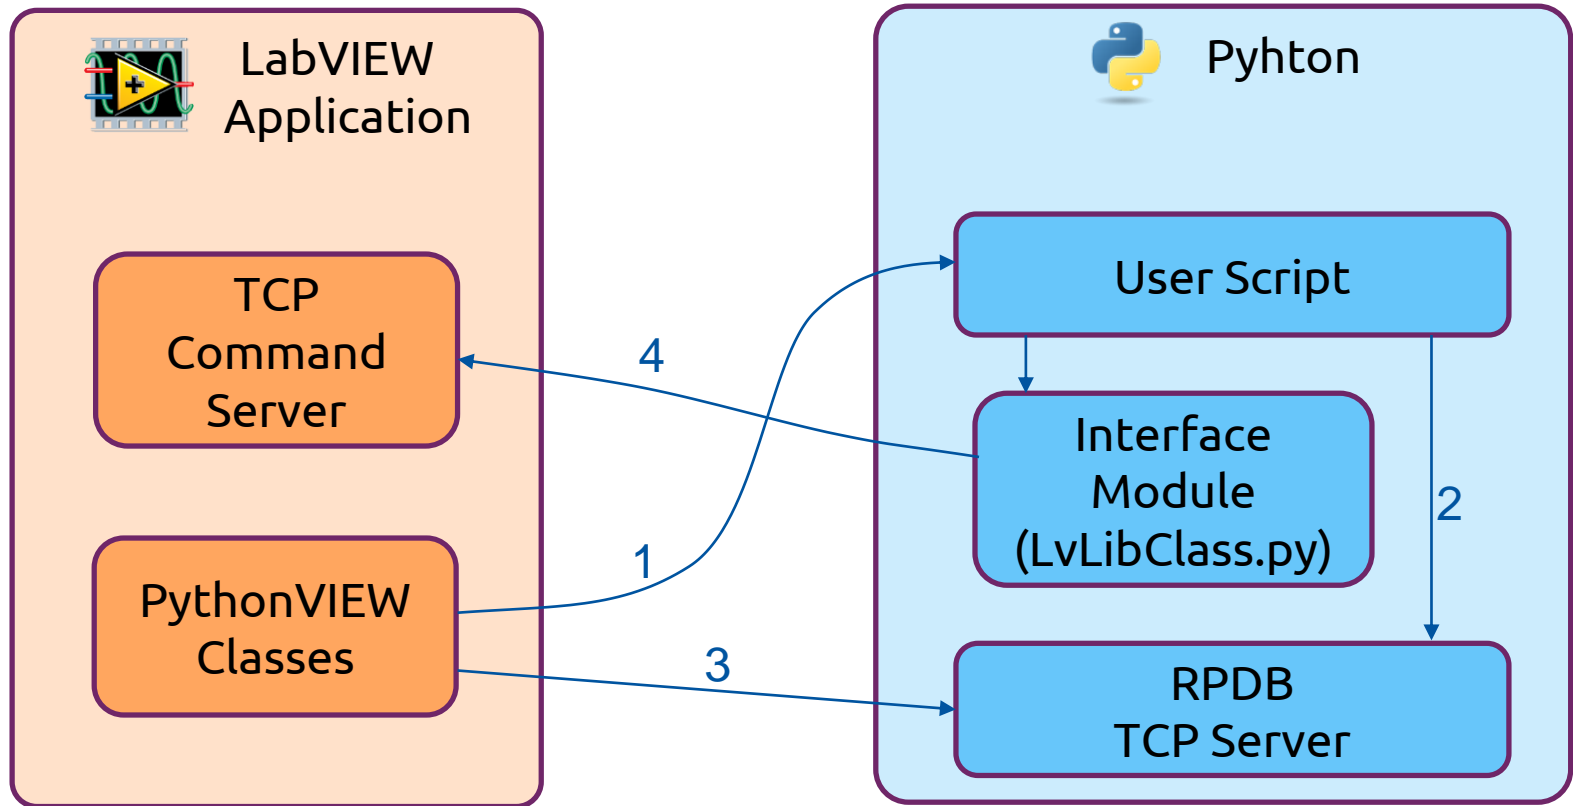 LabVIEW
Application
TCP
Command
Server
PythonVIEW
Classes
4
1
3
Pyhton
User Script
Interface
Module
(LvLibClass.py)
2
RPDB
TCP Server